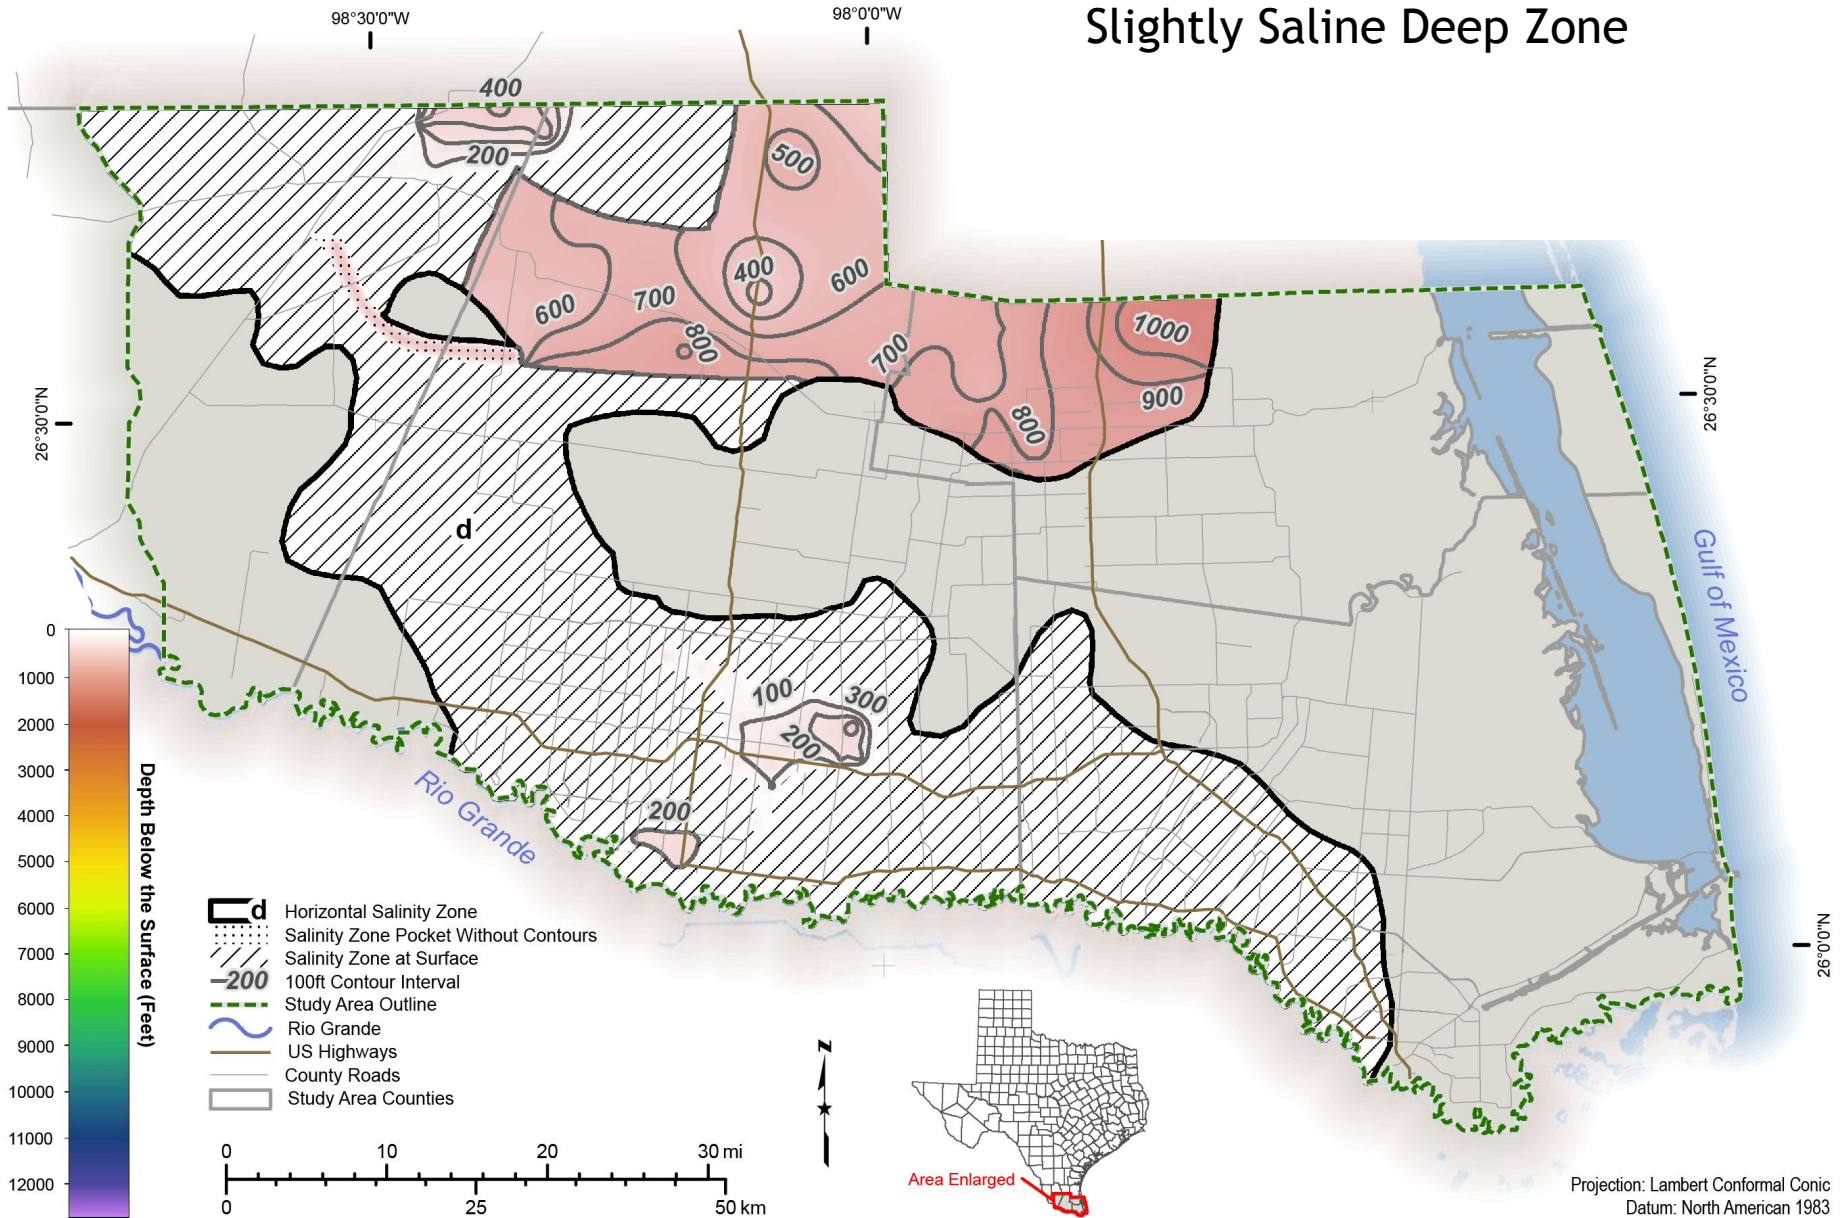 Slightly Saline Deep Zone
98°30'0"W
98°0'0"W
400
200
500
400
600
600
700
800
700
1000
900
800
26°30'0"N
26°30'0"N
d
Gulf of Mexico
100
300
200
200
Rio Grande
26°0'0"N
0
1000
2000
3000
4000
5000
6000
7000
8000
9000
10000
11000
12000
Depth Below the Surface (Feet)
d Horizontal Salinity Zone
Salinity Zone Pocket Without Contours
Salinity Zone at Surface
200 100ft Contour Interval
Study Area Outline
Rio Grande
US Highways
County Roads
Study Area Counties
0 10 20 30 mi
0 25 50 km
N
Area Enlarged
Projection: Lambert Conformal Conic
Datum: North American 1983